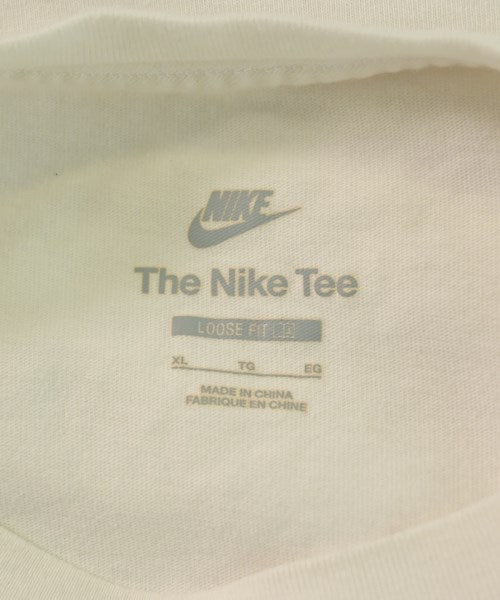 NIKE
The Nike Tee
LOOSE FIT
XL TG EG
MADE IN CHINA
FABRIQUE EN CHINE